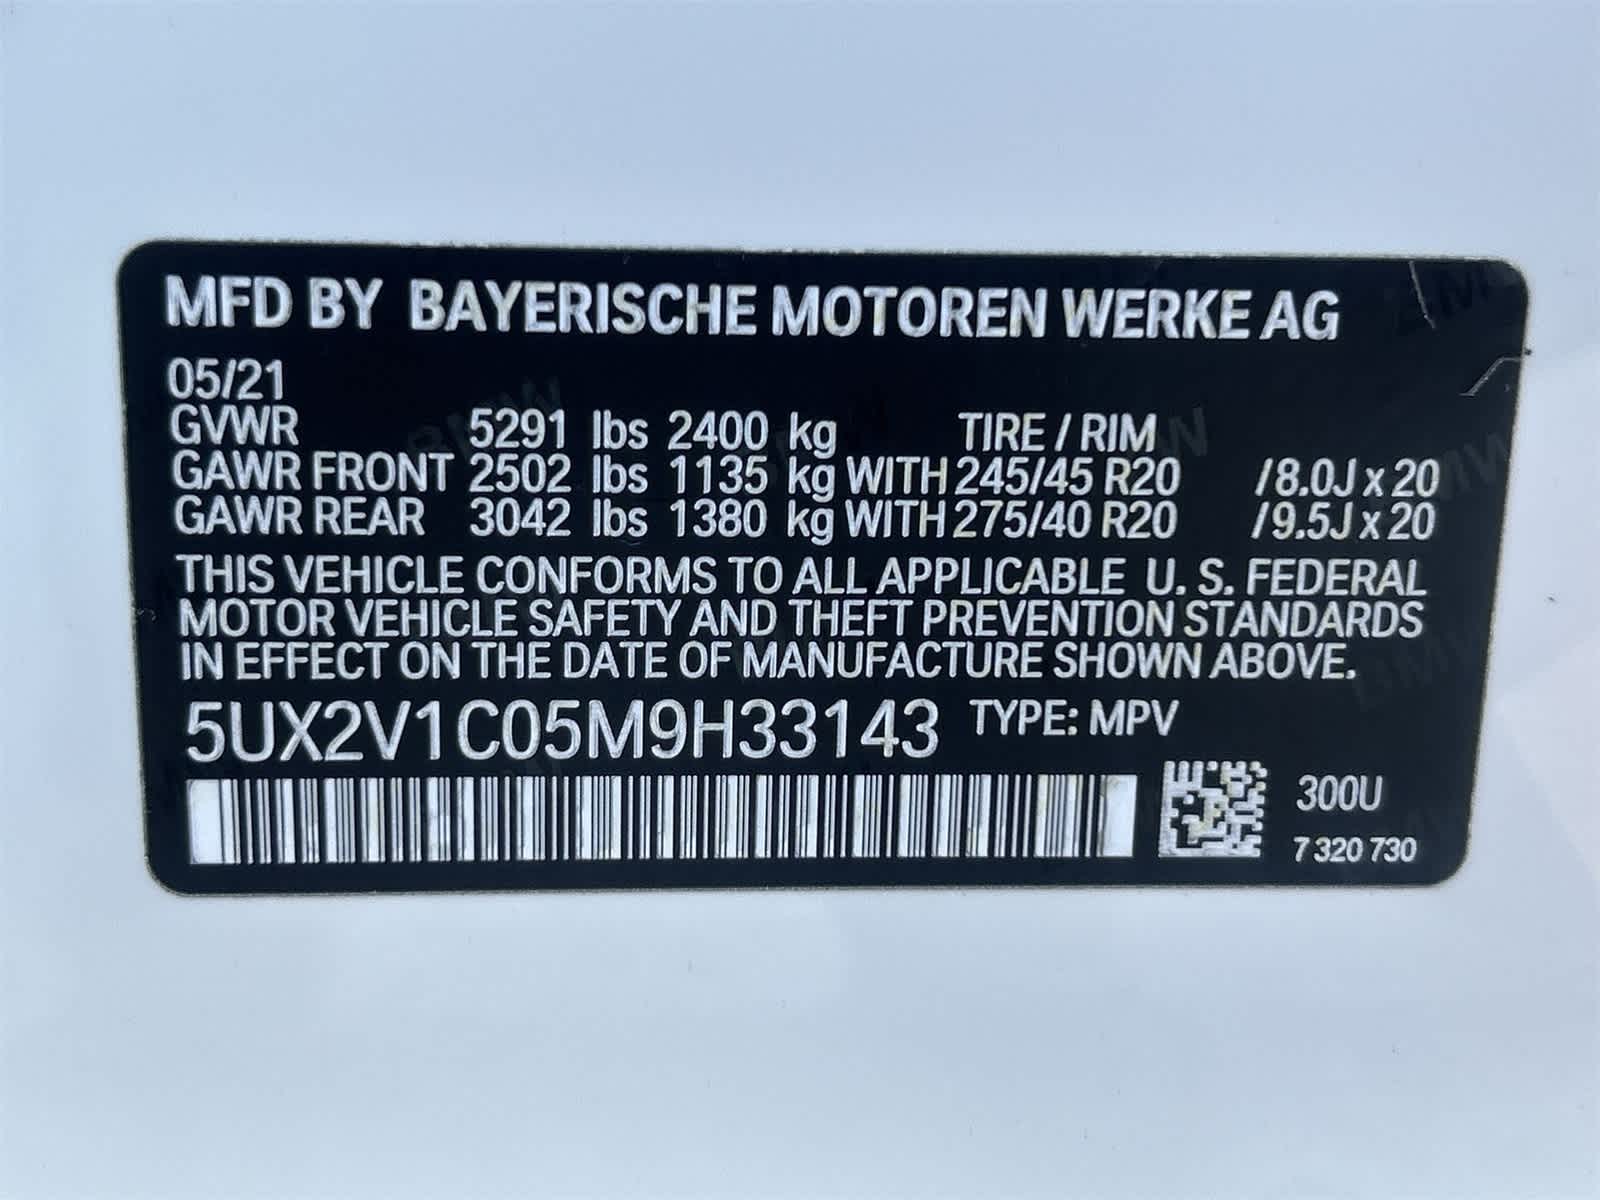 MFD BY BAYERISCHE MOTOREN WERKE AG
05/21
GVWR 5291 lbs 2400 kg TIRE / RIM
GAWR FRONT 2502 lbs 1135 kg WITH 245/45 R20 /8.0J x 20
GAWR REAR 3042 lbs 1380 kg WITH 275/40 R20 /9.5J x 20
THIS VEHICLE CONFORMS TO ALL APPLICABLE U. S. FEDERAL
MOTOR VEHICLE SAFETY AND THEFT PREVENTION STANDARDS
IN EFFECT ON THE DATE OF MANUFACTURE SHOWN ABOVE.
5UX2V1C05M9H33143 TYPE: MPV
300U
7 320 730